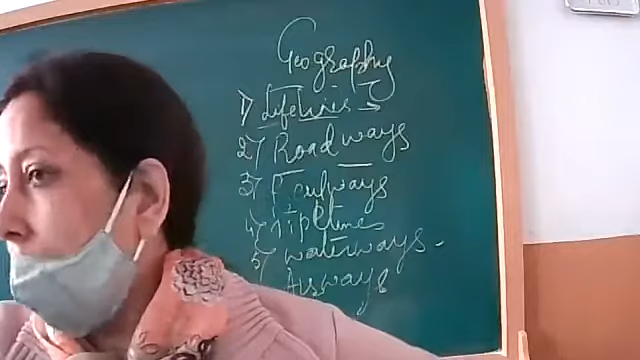 Geography
1) Lifelines →
2) Roadways
3) Railways
4) Pipelines
5) Waterways -
Airways